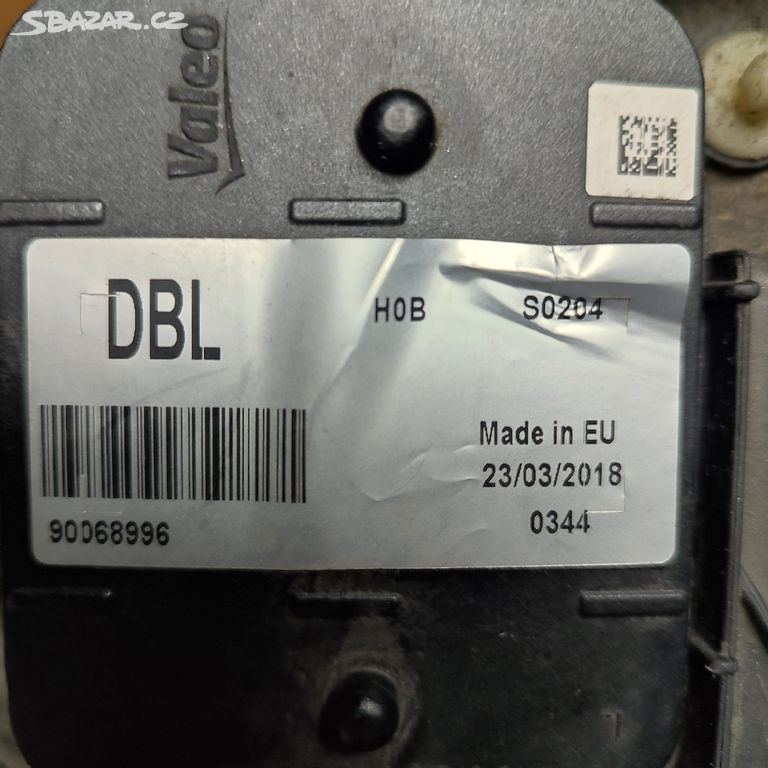 SBAZAR.CZ
Valeo
DBL H0B S0204
Made in EU
23/03/2018
90068996 0344